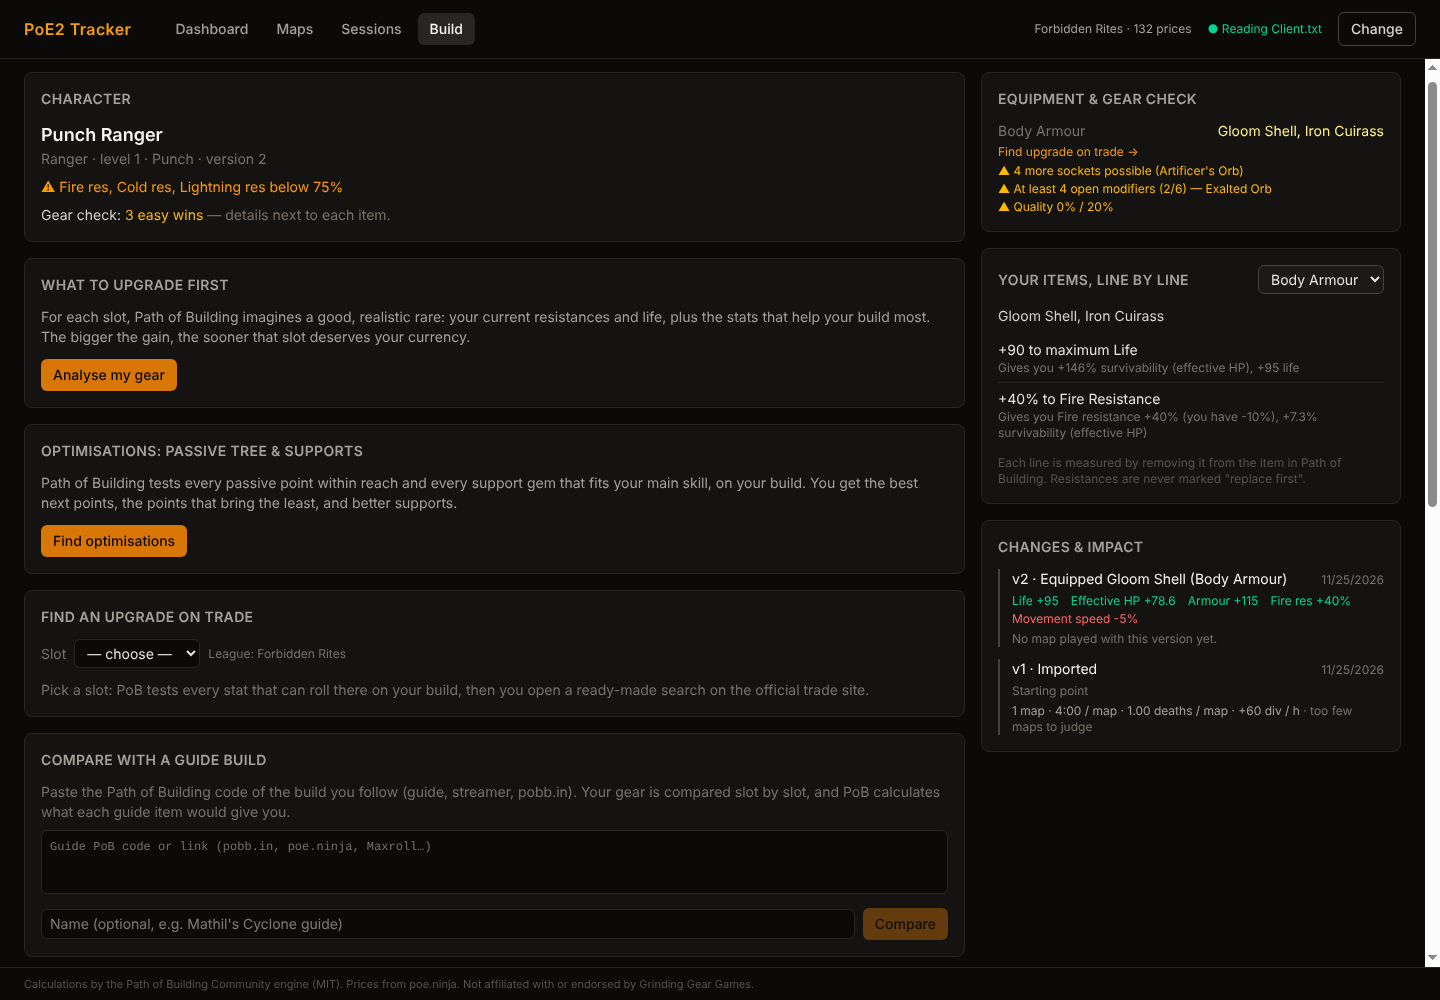 PoE2 Tracker
Dashboard
Maps
Sessions
Build
Forbidden Rites · 132 prices
Reading Client.txt
Change
CHARACTER
Punch Ranger
Ranger · level 1 · Punch · version 2
⚠ Fire res, Cold res, Lightning res below 75%
Gear check: 3 easy wins — details next to each item.
WHAT TO UPGRADE FIRST
For each slot, Path of Building imagines a good, realistic rare: your current resistances and life, plus the stats that help your build most.
The bigger the gain, the sooner that slot deserves your currency.
Analyse my gear
OPTIMISATIONS: PASSIVE TREE & SUPPORTS
Path of Building tests every passive point within reach and every support gem that fits your main skill, on your build. You get the best
next points, the points that bring the least, and better supports.
Find optimisations
FIND AN UPGRADE ON TRADE
Slot
— choose —
League: Forbidden Rites
Pick a slot: PoB tests every stat that can roll there on your build, then you open a ready-made search on the official trade site.
COMPARE WITH A GUIDE BUILD
Paste the Path of Building code of the build you follow (guide, streamer, pobb.in). Your gear is compared slot by slot, and PoB calculates
what each guide item would give you.
Guide PoB code or link (pobb.in, poe.ninja, Maxroll…)
Name (optional, e.g. Mathil's Cyclone guide)
Compare
EQUIPMENT & GEAR CHECK
Body Armour
Gloom Shell, Iron Cuirass
Find upgrade on trade →
▲ 4 more sockets possible (Artificer's Orb)
▲ At least 4 open modifiers (2/6) — Exalted Orb
▲ Quality 0% / 20%
YOUR ITEMS, LINE BY LINE
Body Armour
Gloom Shell, Iron Cuirass
+90 to maximum Life
Gives you +146% survivability (effective HP), +95 life
+40% to Fire Resistance
Gives you Fire resistance +40% (you have -10%), +7.3%
survivability (effective HP)
Each line is measured by removing it from the item in Path of
Building. Resistances are never marked "replace first".
CHANGES & IMPACT
v2 · Equipped Gloom Shell (Body Armour)
11/25/2026
Life +95 Effective HP +78.6 Armour +115 Fire res +40%
Movement speed -5%
No map played with this version yet.
v1 · Imported
11/25/2026
Starting point
1 map · 4:00 / map · 1.00 deaths / map · +60 div / h · too few
maps to judge
Calculations by the Path of Building Community engine (MIT). Prices from poe.ninja. Not affiliated with or endorsed by Grinding Gear Games.